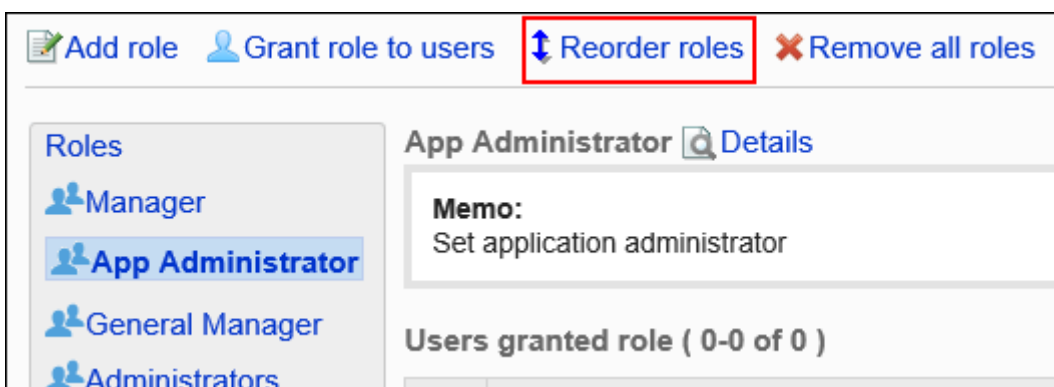 Add role Grant role to users Reorder roles Remove all roles
Roles
Manager
App Administrator
General Manager
Administrators
App Administrator Details
Memo:
Set application administrator
Users granted role ( 0-0 of 0 )